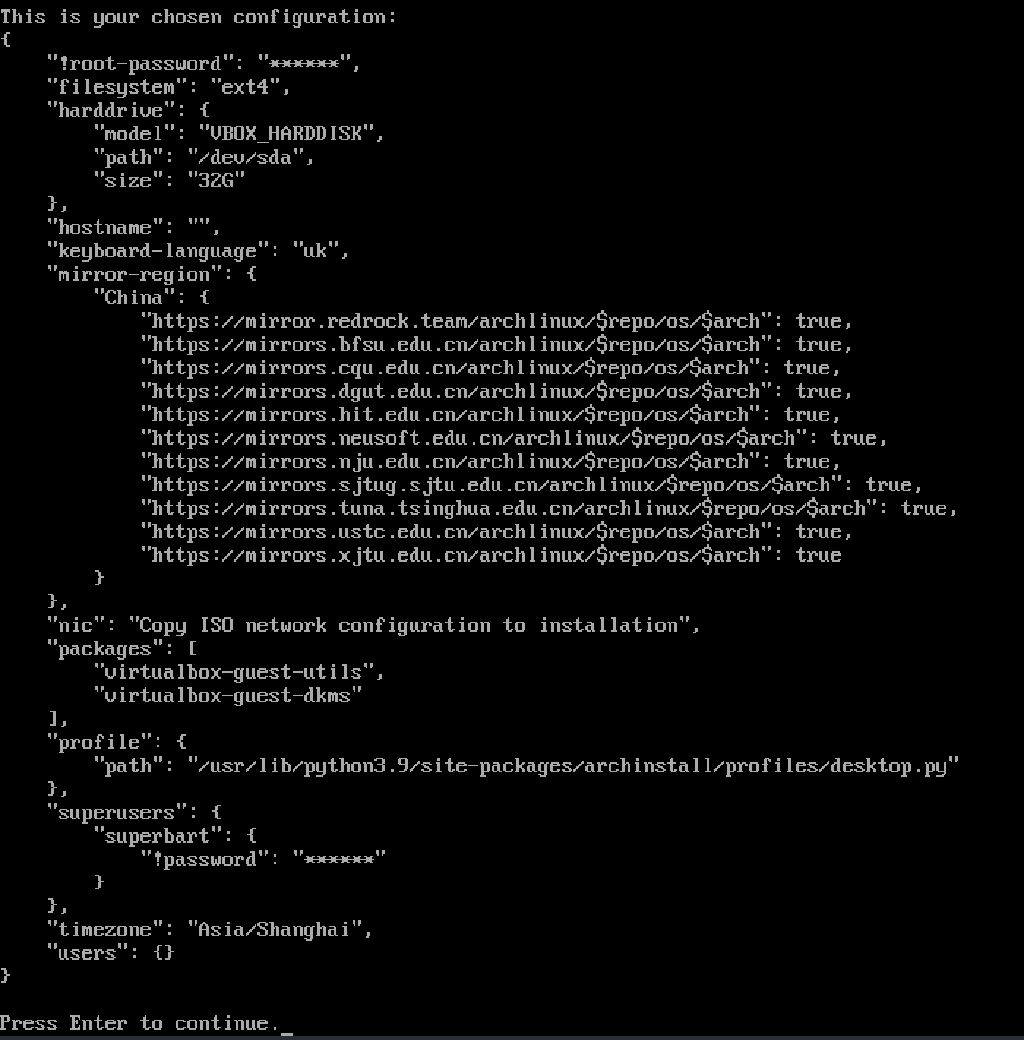 This is your chosen configuration:
{
    "!root-password": "******",
    "filesystem": "ext4",
    "harddrive": {
        "model": "VBOX_HARDDISK",
        "path": "/dev/sda",
        "size": "32G"
    },
    "hostname": "",
    "keyboard-language": "uk",
    "mirror-region": {
        "China": {
            "https://mirror.redrock.team/archlinux/$repo/os/$arch": true,
            "https://mirrors.bfsu.edu.cn/archlinux/$repo/os/$arch": true,
            "https://mirrors.cqu.edu.cn/archlinux/$repo/os/$arch": true,
            "https://mirrors.dgut.edu.cn/archlinux/$repo/os/$arch": true,
            "https://mirrors.hit.edu.cn/archlinux/$repo/os/$arch": true,
            "https://mirrors.neusoft.edu.cn/archlinux/$repo/os/$arch": true,
            "https://mirrors.nju.edu.cn/archlinux/$repo/os/$arch": true,
            "https://mirrors.sjtug.sjtu.edu.cn/archlinux/$repo/os/$arch": true,
            "https://mirrors.tuna.tsinghua.edu.cn/archlinux/$repo/os/$arch": true,
            "https://mirrors.ustc.edu.cn/archlinux/$repo/os/$arch": true,
            "https://mirrors.xjtu.edu.cn/archlinux/$repo/os/$arch": true
        }
    },
    "nic": "Copy ISO network configuration to installation",
    "packages": [
        "virtualbox-guest-utils",
        "virtualbox-guest-dkms"
    ],
    "profile": {
        "path": "/usr/lib/python3.9/site-packages/archinstall/profiles/desktop.py"
    },
    "superusers": {
        "superbart": {
            "!password": "******"
        }
    },
    "timezone": "Asia/Shanghai",
    "users": {}
}
Press Enter to continue._